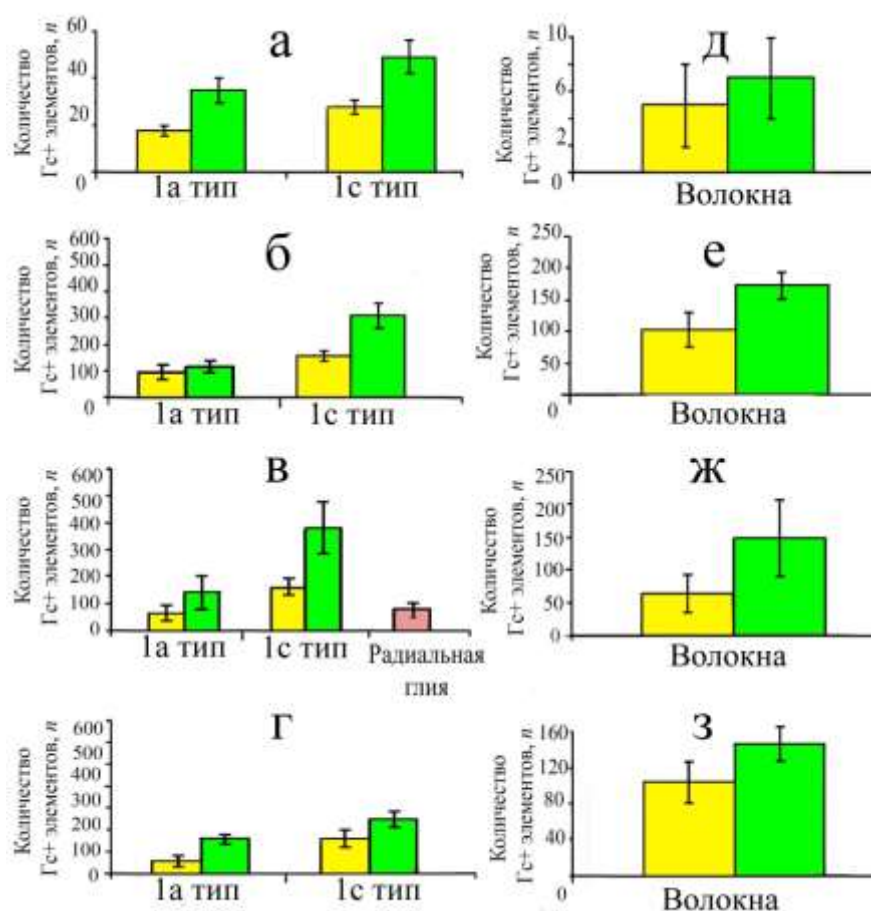 Количество
Гс+ элементов, n
60
40
20
0
а
1а тип
1с тип
Количество
Гс+ элементов, n
10
6
2
0
д
Волокна
Количество
Гс+ элементов, n
600
500
400
300
200
100
0
б
1а тип
1с тип
Количество
Гс+ элементов, n
250
200
150
100
50
0
е
Волокна
Количество
Гс+ элементов, n
600
500
400
300
200
100
0
в
1а тип
1с тип
Радиальная
глия
Количество
Гс+ элементов, n
250
200
150
100
50
0
ж
Волокна
Количество
Гс+ элементов, n
600
500
400
300
200
100
0
г
1а тип
1с тип
Количество
Гс+ элементов, n
160
120
80
40
0
з
Волокна